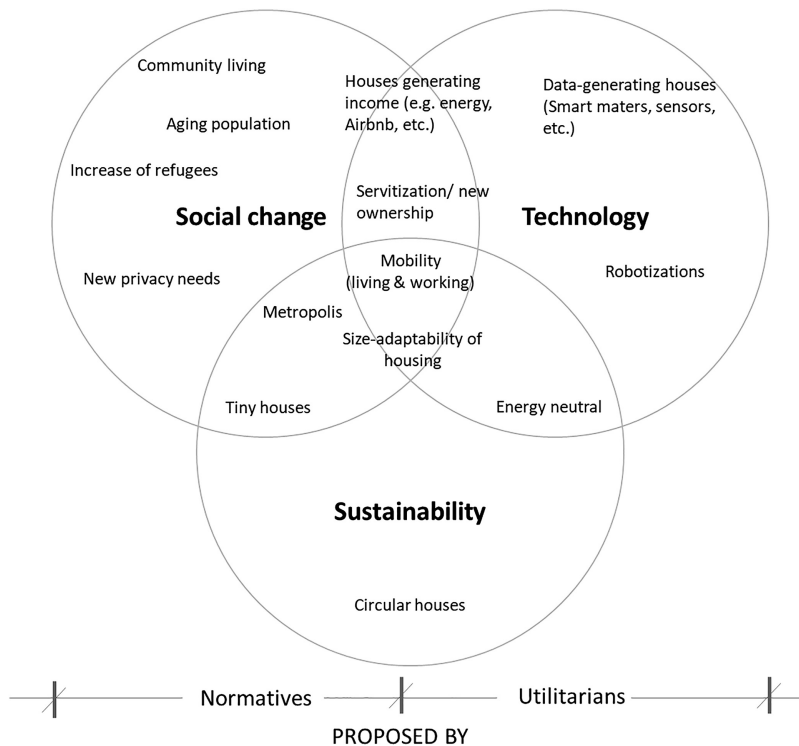 Community living
Houses generating
income (e.g. energy,
Airbnb, etc.)
Data-generating houses
(Smart maters, sensors,
etc.)
Aging population
Increase of refugees
Servitization/ new
ownership
Social change
Technology
New privacy needs
Mobility
(living & working)
Robotizations
Metropolis
Size-adaptability of
housing
Tiny houses
Energy neutral
Sustainability
Circular houses
Normatives
Utilitarians
PROPOSED BY